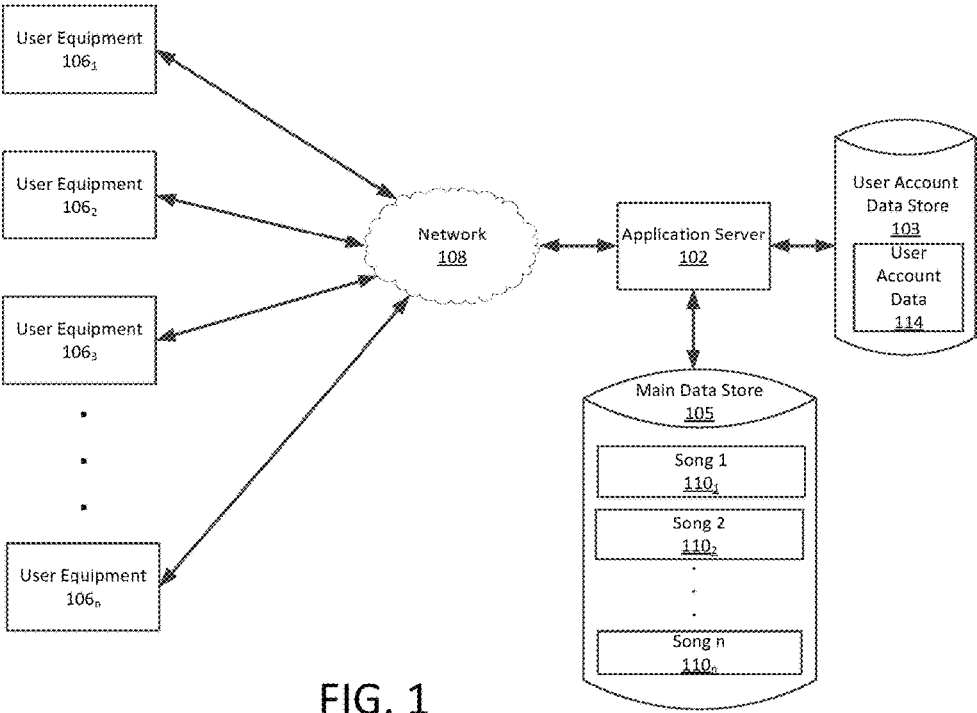 User Equipment
106₁
User Equipment
106₂
User Equipment
106₃
User Equipment
106ₙ
Network
108
Application Server
102
User Account
Data Store
103
User
Account
Data
114
Main Data Store
105
Song 1
110₁
Song 2
110₂
Song n
110ₙ
FIG. 1